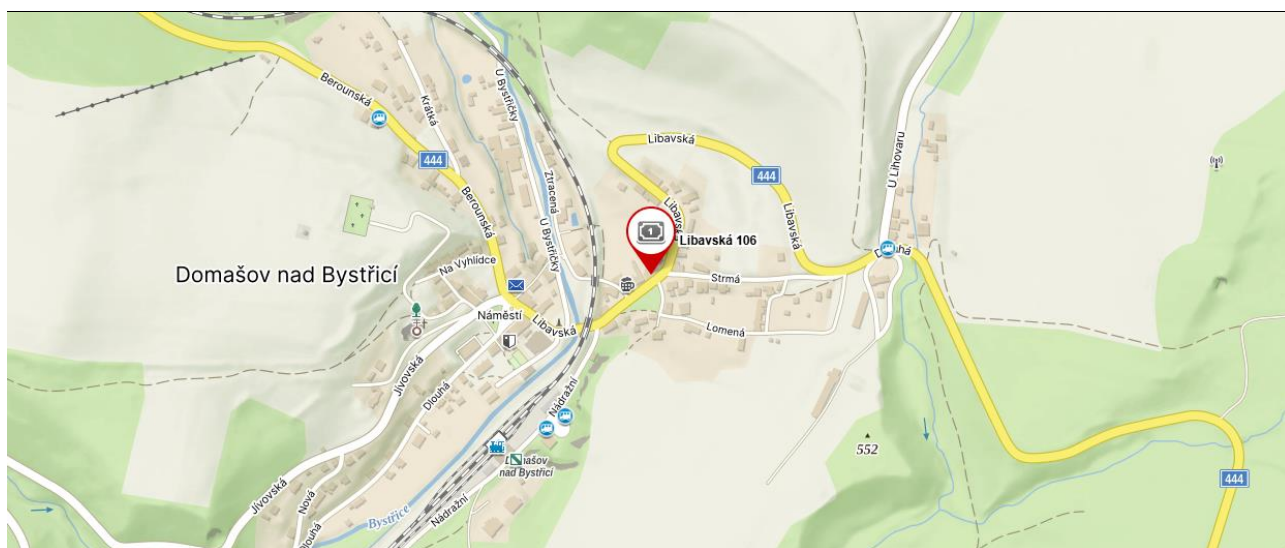 Berounská
Krátká
U Bystřičky
444
Libavská
444
U Lihovaru
Ztracená
Berounská
U Bystřičky
Libavská
Libavská
1
Libavská 106
Dlouhá
Na Vyhlídce
Domašov nad Bystřicí
Strmá
Náměstí
Libavská
Lomená
Jívovská
Dlouhá
Nádražní
552
Domašov
nad Bystřicí
444
Jívovská
Nová
Dlouhá
Bystřice
Nádražní